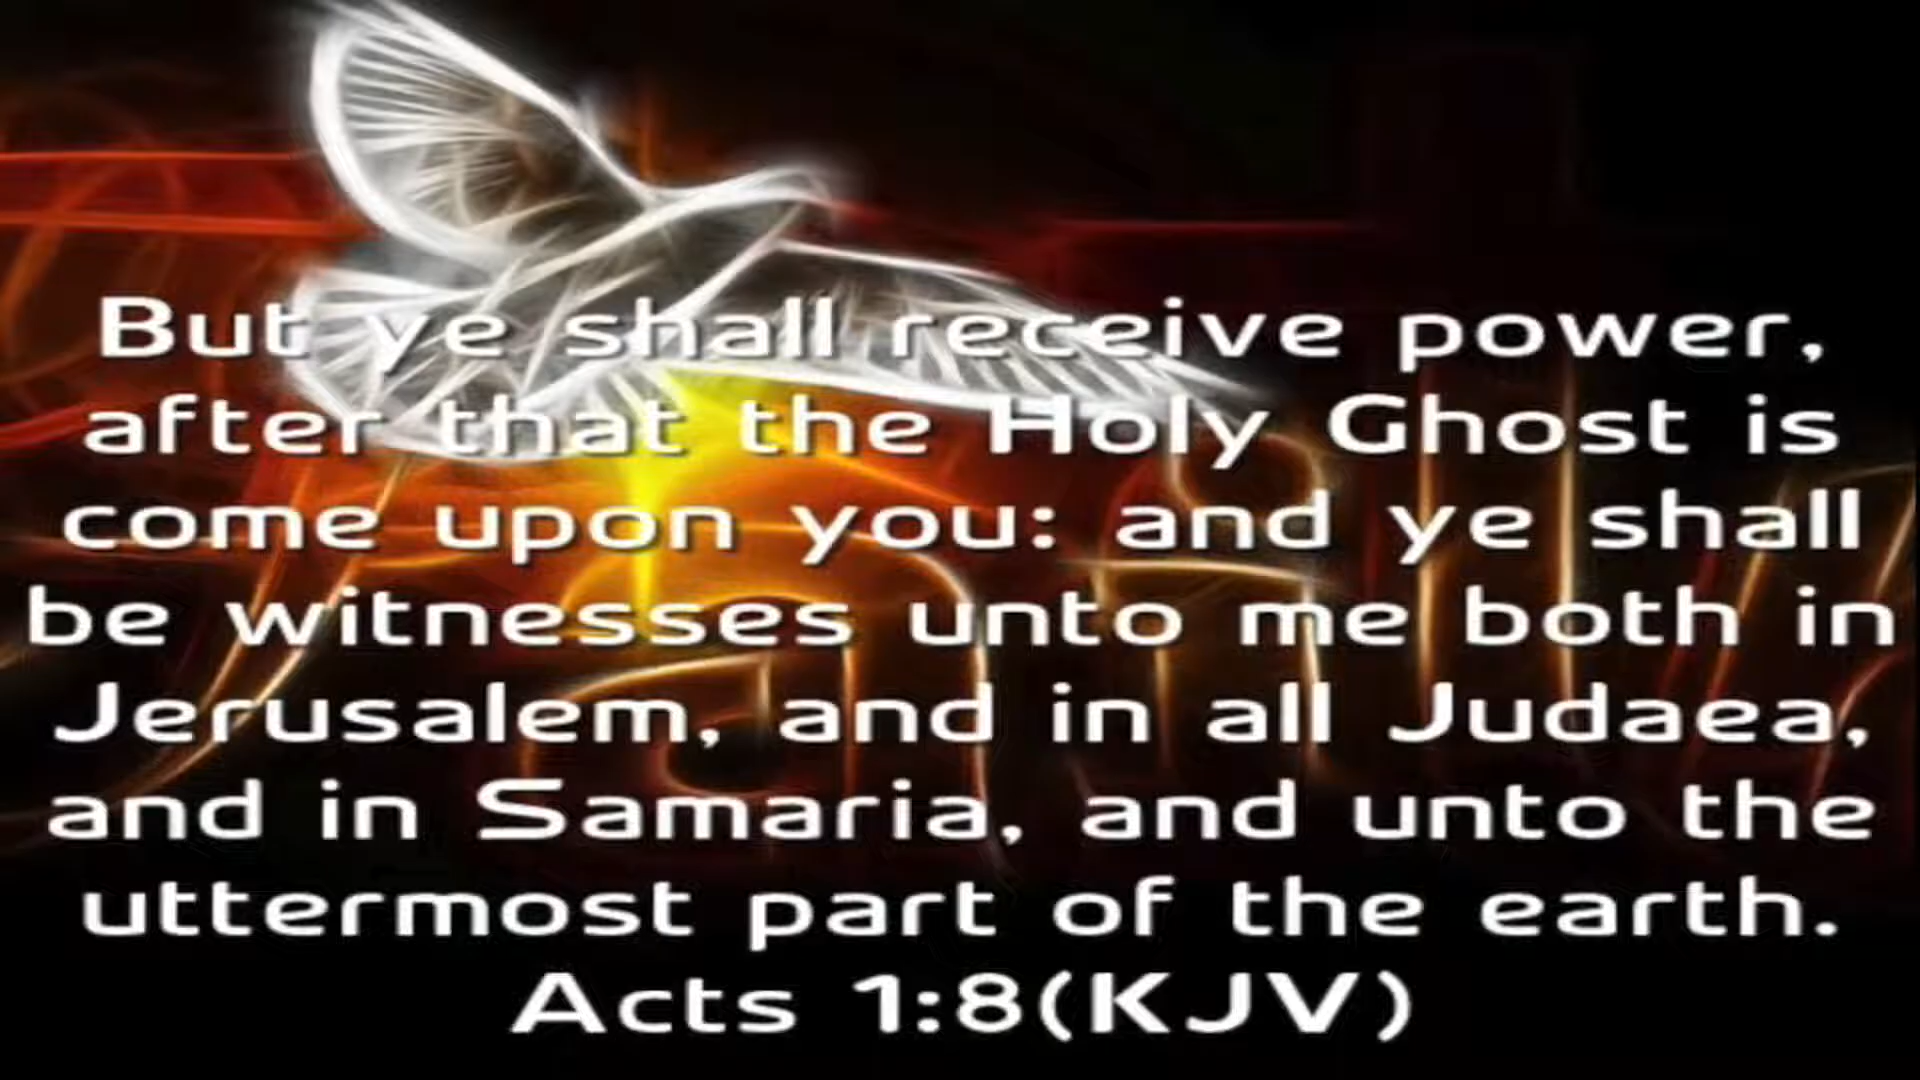 But ye shall receive power,
after that the Holy Ghost is
come upon you: and ye shall
be witnesses unto me both in
Jerusalem, and in all Judaea,
and in Samaria, and unto the
uttermost part of the earth.
Acts 1:8(KJV)